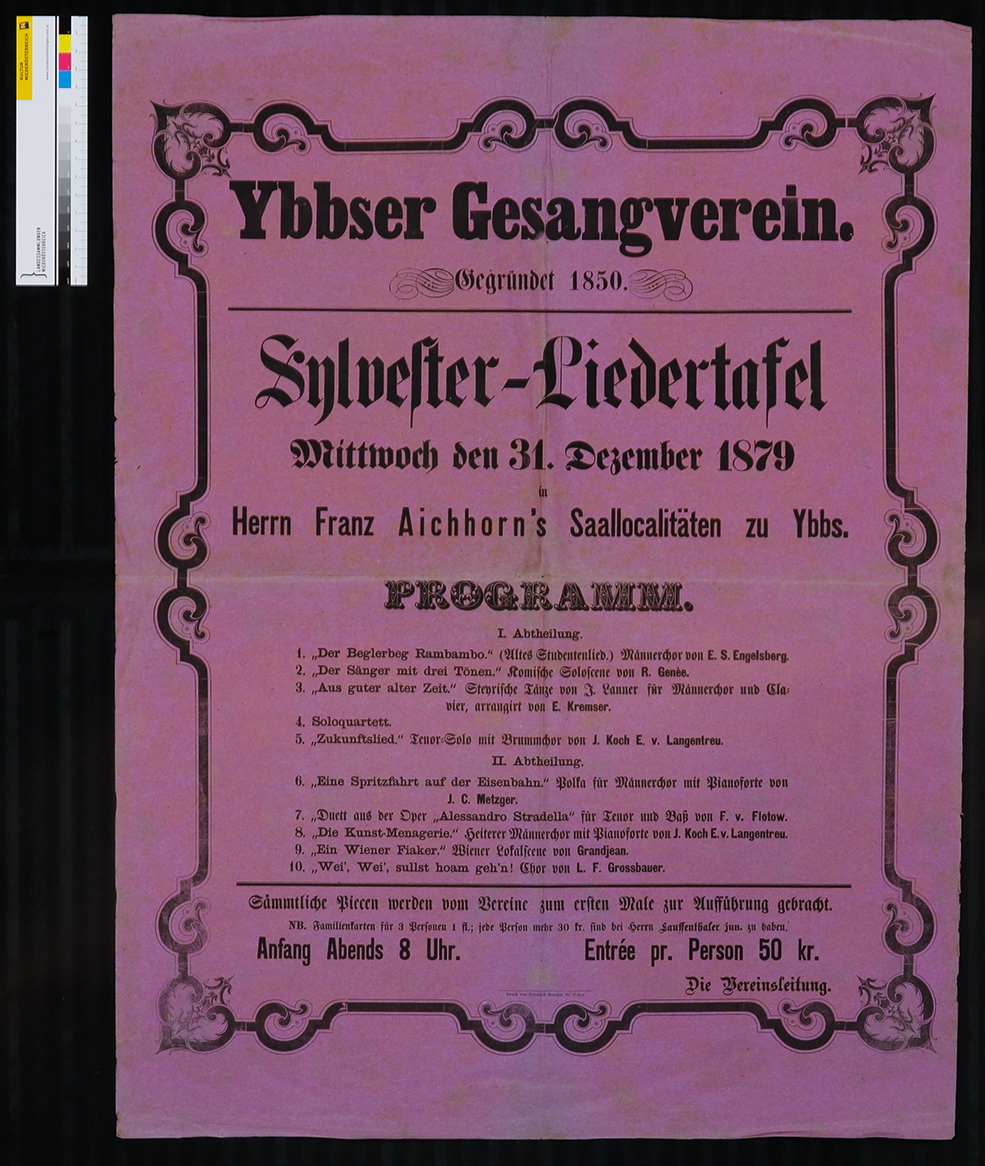 KULTUR
NIEDERÖSTERREICH
LANDESSAMMLUNGEN
NIEDERÖSTERREICH
Ybbser Gesangverein.
Gegründet 1850.
Sylvester-Liedertafel
Mittwoch den 31. Dezember 1879
in
Herrn Franz Aichhorn's Saallocalitäten zu Ybbs.
PROGRAMM.
I. Abtheilung.
1. „Der Beglerbeg Rambambo.“ (Altes Studentenlied.) Männerchor von E. S. Engelsberg.
2. „Der Sänger mit drei Tönen.“ Komische Soloscene von R. Genèe.
3. „Aus guter alter Zeit.“ Steyrische Tänze von J. Lanner für Männerchor und Cla-
vier, arrangirt von E. Kremser.
4. Soloquartett.
5. „Zukunftslied.“ Tenor-Solo mit Brummchor von J. Koch E. v. Langentreu.
II. Abtheilung.
6. „Eine Spritzfahrt auf der Eisenbahn.“ Polka für Männerchor mit Pianoforte von
J. C. Metzger.
7. „Duett aus der Oper „Alessandro Stradella“ für Tenor und Baß von F. v. Flotow.
8. „Die Kunst-Menagerie.“ Heiterer Männerchor mit Pianoforte von J. Koch E. v. Langentreu.
9. „Ein Wiener Fiaker.“ Wiener Lokalscene von Grandjean.
10. „Wei', Wei', sullst hoam geh'n! Chor von L. F. Grossbauer.
Sämmtliche Piecen werden vom Vereine zum ersten Male zur Aufführung gebracht.
NB. Familienkarten für 3 Personen 1 fl.; jede Person mehr 30 kr. sind bei Herrn Lauffenthaler jun. zu haben.
Anfang Abends 8 Uhr. Entrée pr. Person 50 kr.
Die Vereinsleitung.
Druck von